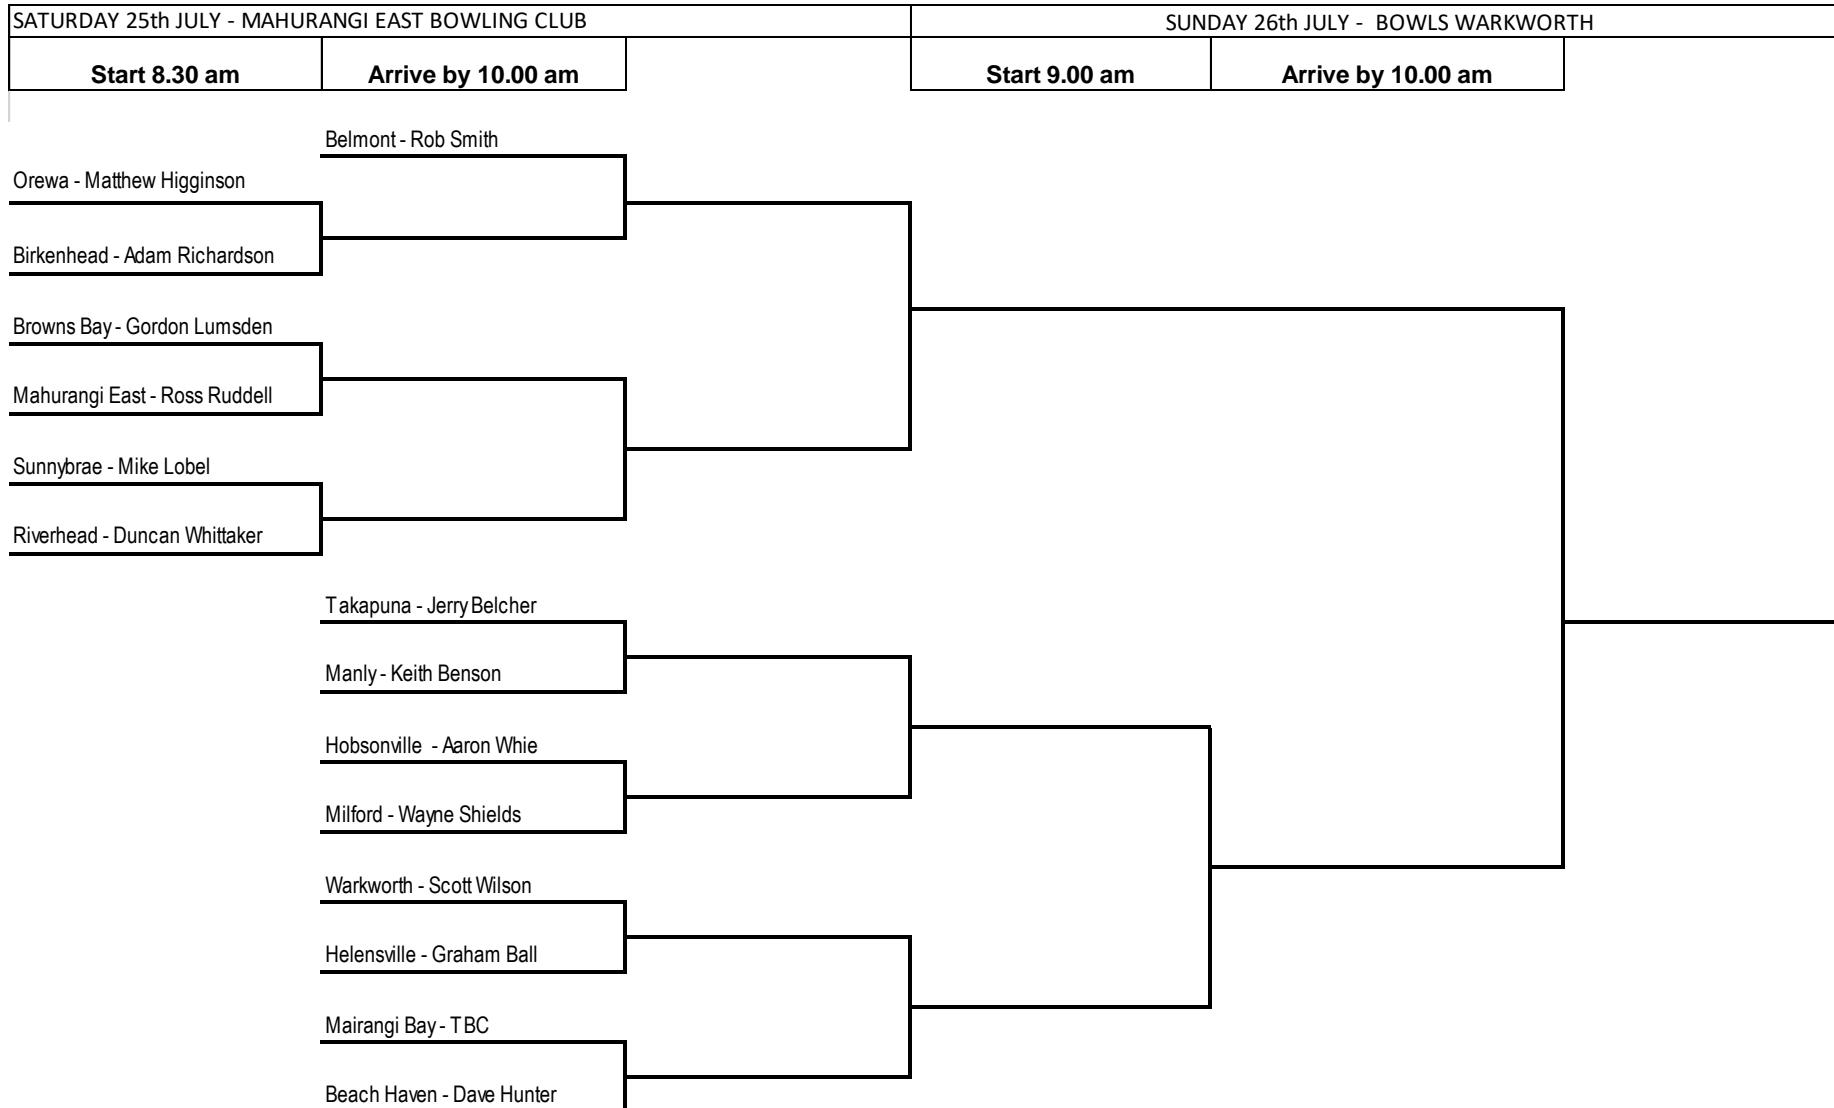 SATURDAY 25th JULY - MAHURANGI EAST BOWLING CLUB
SUNDAY 26th JULY - BOWLS WARKWORTH
Start 8.30 am
Arrive by 10.00 am
Start 9.00 am
Arrive by 10.00 am
Belmont - Rob Smith
Orewa - Matthew Higginson
Birkenhead - Adam Richardson
Browns Bay - Gordon Lumsden
Mahurangi East - Ross Ruddell
Sunnybrae - Mike Lobel
Riverhead - Duncan Whittaker
Takapuna - Jerry Belcher
Manly - Keith Benson
Hobsonville - Aaron Whie
Milford - Wayne Shields
Warkworth - Scott Wilson
Helensville - Graham Ball
Mairangi Bay - TBC
Beach Haven - Dave Hunter